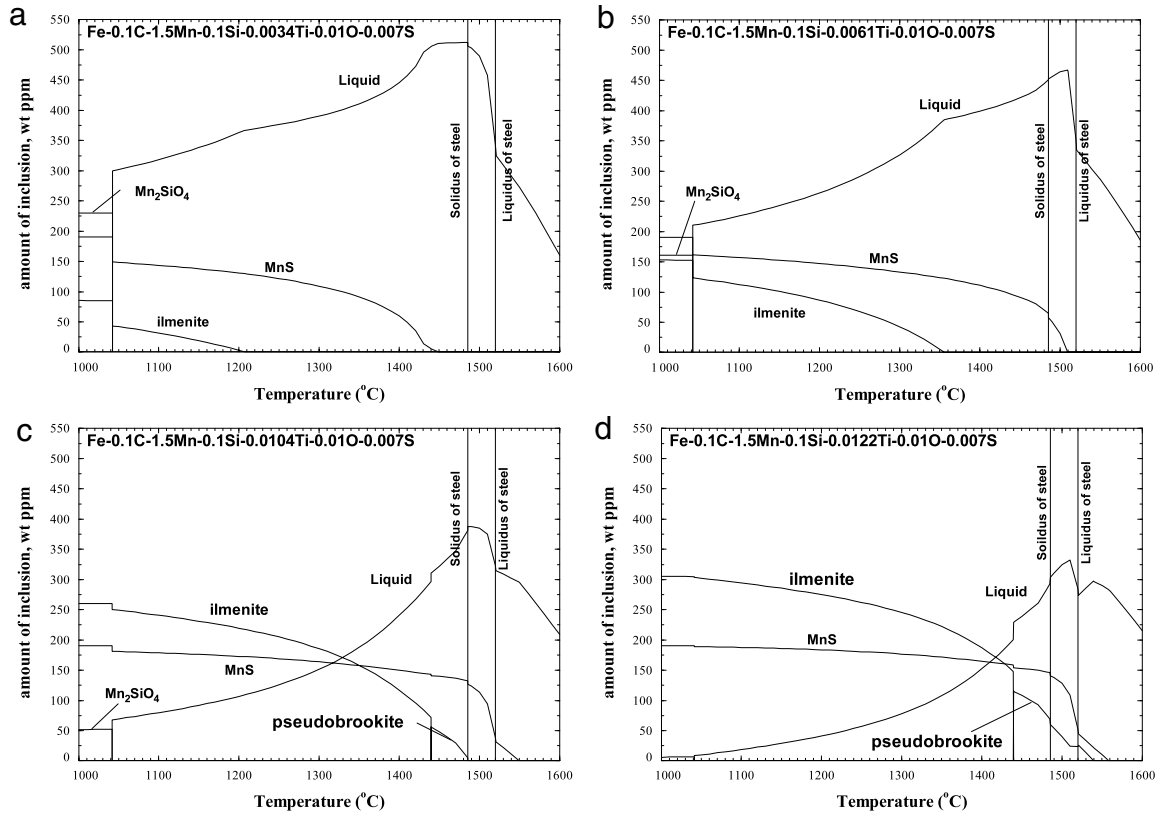 a
Fe-0.1C-1.5Mn-0.1Si-0.0034Ti-0.01O-0.007S
550
500
450
400
350
300
250
200
150
100
50
0
amount of inclusion, wt ppm
Liquid
Mn2SiO4
MnS
ilmenite
Solidus of steel
Liquidus of steel
1000 1100 1200 1300 1400 1500 1600
Temperature (°C)
b
Fe-0.1C-1.5Mn-0.1Si-0.0061Ti-0.01O-0.007S
550
500
450
400
350
300
250
200
150
100
50
0
amount of inclusion, wt ppm
Liquid
Mn2SiO4
MnS
ilmenite
Solidus of steel
Liquidus of steel
1000 1100 1200 1300 1400 1500 1600
Temperature (°C)
c
Fe-0.1C-1.5Mn-0.1Si-0.0104Ti-0.01O-0.007S
550
500
450
400
350
300
250
200
150
100
50
0
amount of inclusion, wt ppm
Liquid
ilmenite
MnS
Mn2SiO4
pseudobrookite
Solidus of steel
Liquidus of steel
1000 1100 1200 1300 1400 1500 1600
Temperature (°C)
d
Fe-0.1C-1.5Mn-0.1Si-0.0122Ti-0.01O-0.007S
550
500
450
400
350
300
250
200
150
100
50
0
amount of inclusion, wt ppm
ilmenite
Liquid
MnS
pseudobrookite
Soildus of steel
Liquidus of steel
1000 1100 1200 1300 1400 1500 1600
Temperature (°C)